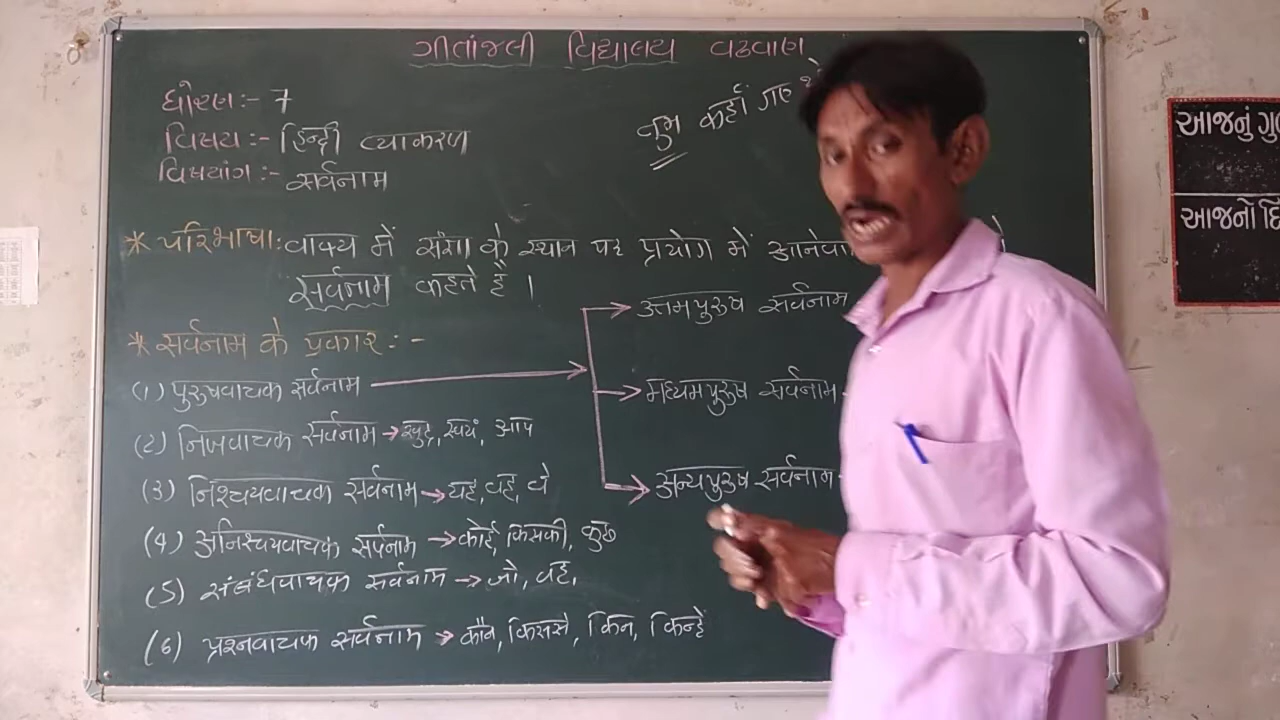 ગીતાંજલી વિદ્યાલય વઢવાણ
ધોરણ:- 7
વિષય :- हिन्दी व्याकरण
વિષયાંગ :- सर्वनाम
तुम कहाँ गए थे
* परिभाषा : वाक्य में संज्ञा के स्थान पर प्रयोग में
सर्वनाम कहते हैं ।
* सर्वनाम के प्रकार : -
(1) पुरुषवाचक सर्वनाम
उत्तमपुरुष सर्वनाम
मध्यमपुरुष सर्वनाम
अन्यपुरुष सर्वनाम
(2) निजवाचक सर्वनाम → खुद, स्वयं, आप
(3) निश्चयवाचक सर्वनाम → यह, वह, वे
(4) अनिश्चयवाचक सर्वनाम → कोई, किसकी, कुछ
(5) संबंधवाचक सर्वनाम → जो, वह,
(6) प्रश्नवाचक सर्वनाम → कौन, किससे, किन, किन्हें
આજનું
આજનો